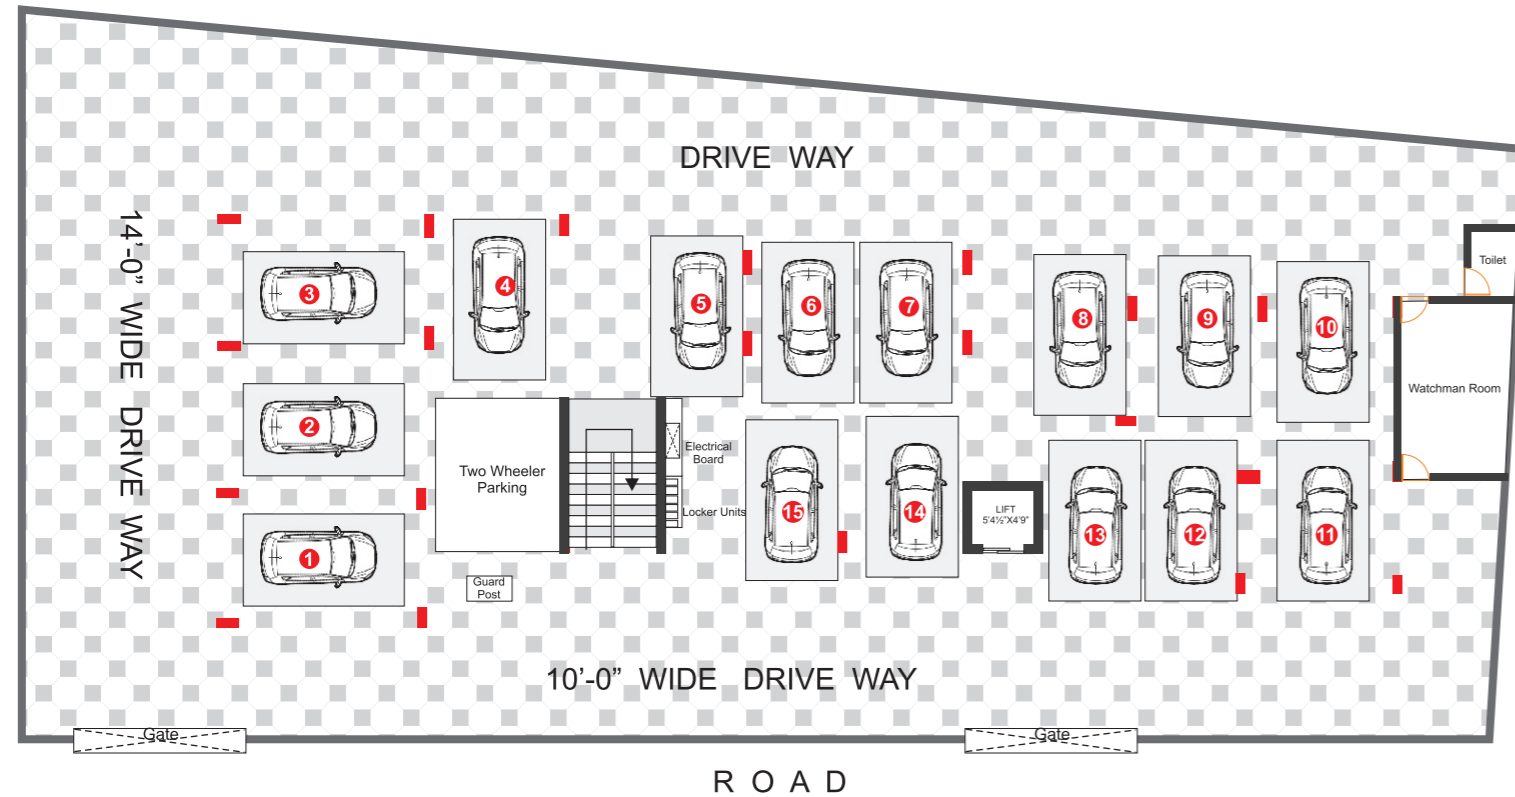 DRIVE WAY
14’-0” WIDE DRIVE WAY
3
4
5
6
7
8
9
10
Toilet
Watchman Room
2
Two Wheeler
Parking
Electrical
Board
Locker Units
15
14
LIFT
5'4½"X4'9"
13
12
11
1
Guard
Post
10’-0” WIDE DRIVE WAY
Gate
Gate
ROAD